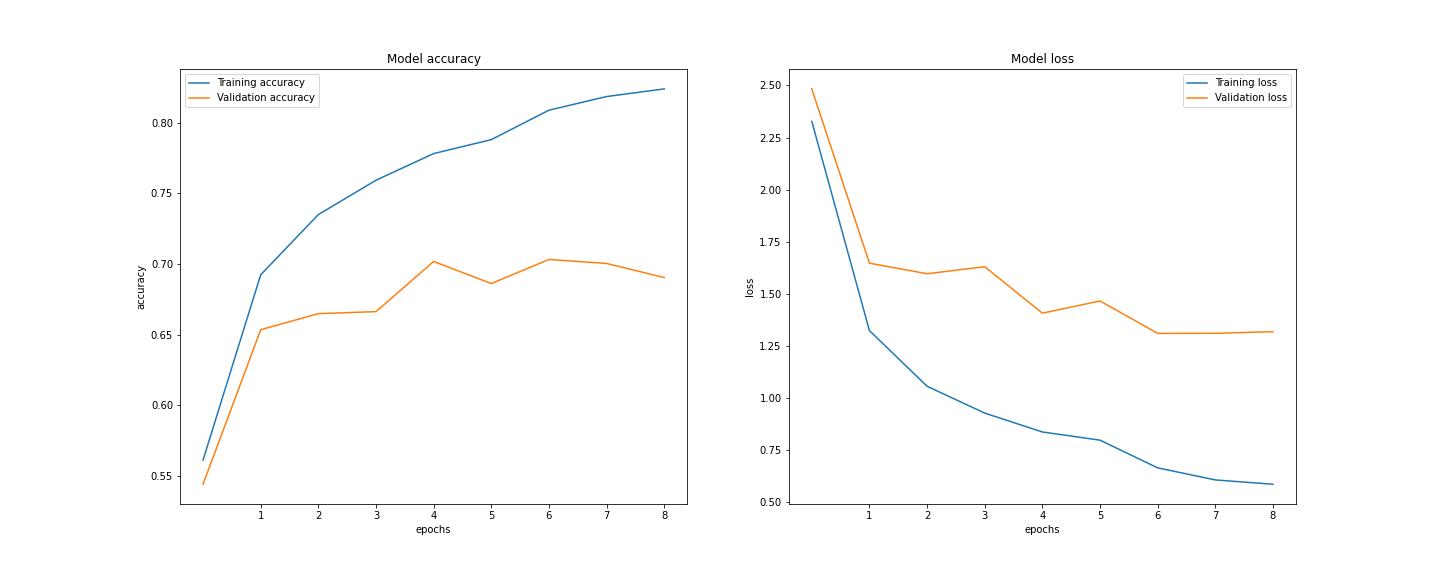 Model accuracy
Training accuracy
Validation accuracy
0.80
0.75
0.70
0.65
0.60
0.55
accuracy
1 2 3 4 5 6 7 8
epochs
Model loss
Training loss
Validation loss
2.50
2.25
2.00
1.75
1.50
1.25
1.00
0.75
0.50
loss
1 2 3 4 5 6 7 8
epochs